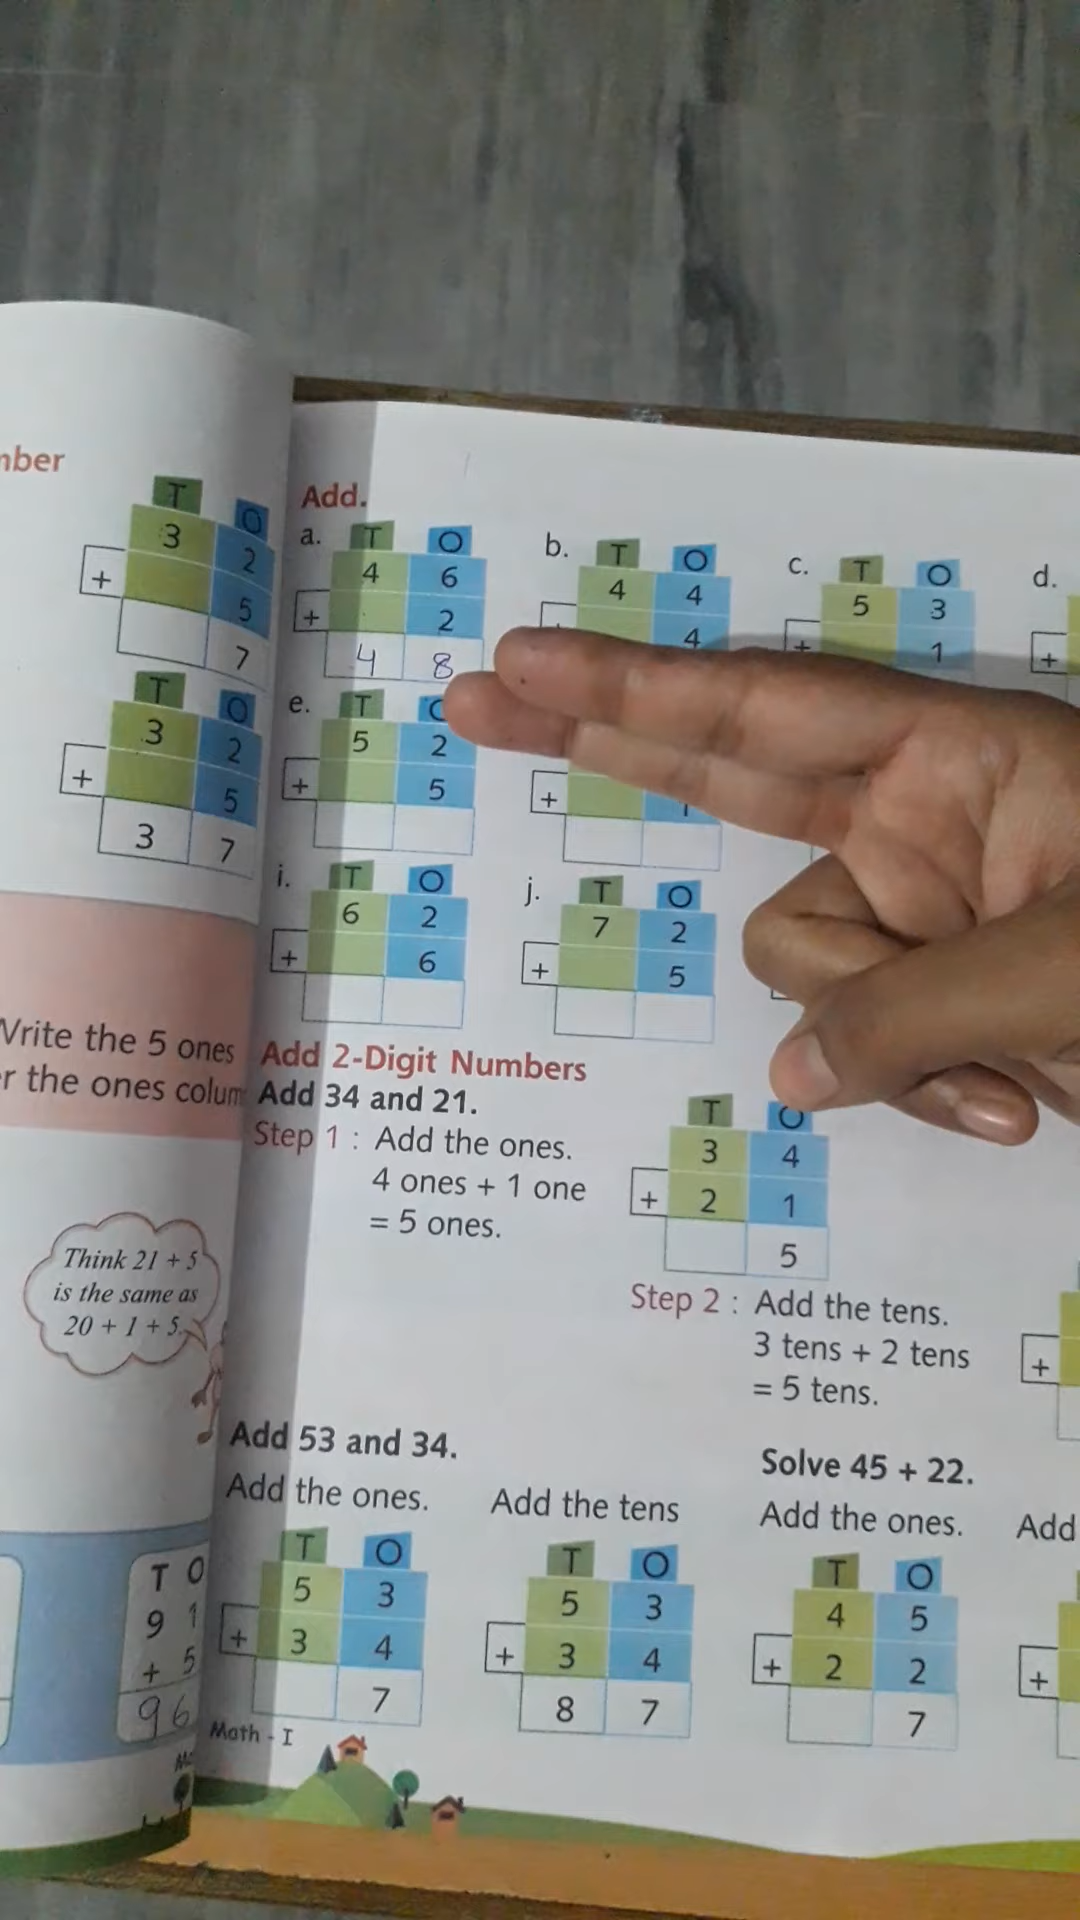 mber
T O
3 2
+ 5
7
T O
3 2
+ 5
3 7
Write the 5 ones
r the ones colum
Think 21 + 5
is the same as
20 + 1 + 5.
T O
9 1
+ 5
9 6
Add.
a. T O
4 6
+ 2
4 8
b. T O
4 4
4
c. T O
5 3
+ 1
d.
+
e. T
5 2
+ 5
+
i. T O
6 2
+ 6
j. T O
7 2
+ 5
Add 2-Digit Numbers
Add 34 and 21.
Step 1 : Add the ones.
4 ones + 1 one
= 5 ones.
T O
3 4
+ 2 1
5
Step 2 : Add the tens.
3 tens + 2 tens
= 5 tens.
+
Add 53 and 34.
Add the ones.
T O
5 3
+ 3 4
7
Add the tens
T O
5 3
+ 3 4
8 7
Solve 45 + 22.
Add the ones.
T O
4 5
+ 2 2
7
Add
+
Math - I